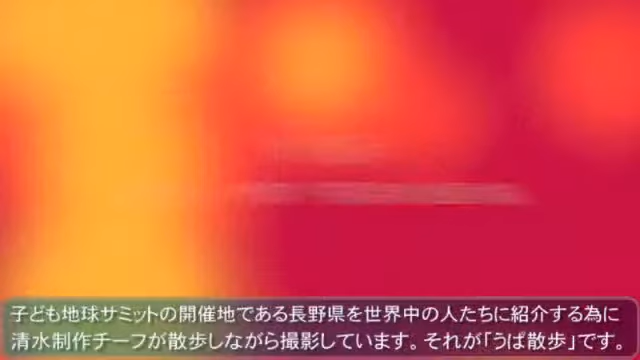 子ども地球サミットの開催地である長野県を世界中の人たちに紹介する為に
清水制作チーフが散歩しながら撮影しています。それが「うぱ散歩」です。